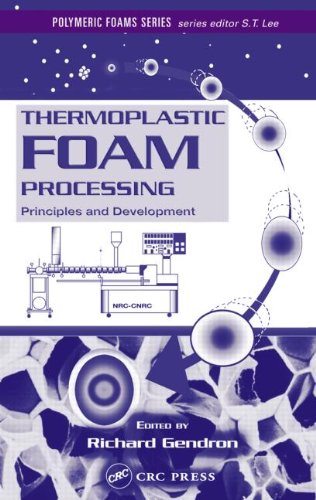 POLYMERIC FOAMS SERIES series editor S.T. Lee
THERMOPLASTIC
FOAM
PROCESSING
Principles and Development
NRC-CNRC
EDITED BY
Richard Gendron
CRC CRC PRESS